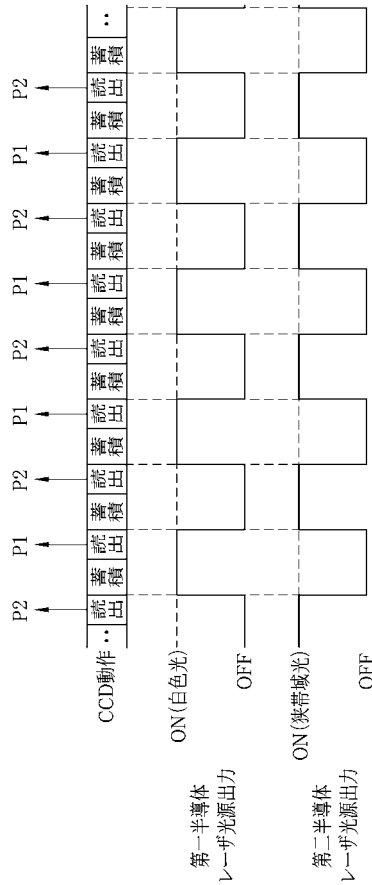 P2 P1 P2 P1 P2 P1 P2 P1 P2
CCD動作 ‥ 読出 蓄積 読出 蓄積 読出 蓄積 読出 蓄積 読出 蓄積 読出 蓄積 読出 蓄積 読出 蓄積 読出 蓄積 ‥
第一半導体
レーザ光源出力
ON(白色光)
OFF
第二半導体
レーザ光源出力
ON(狭帯域光)
OFF